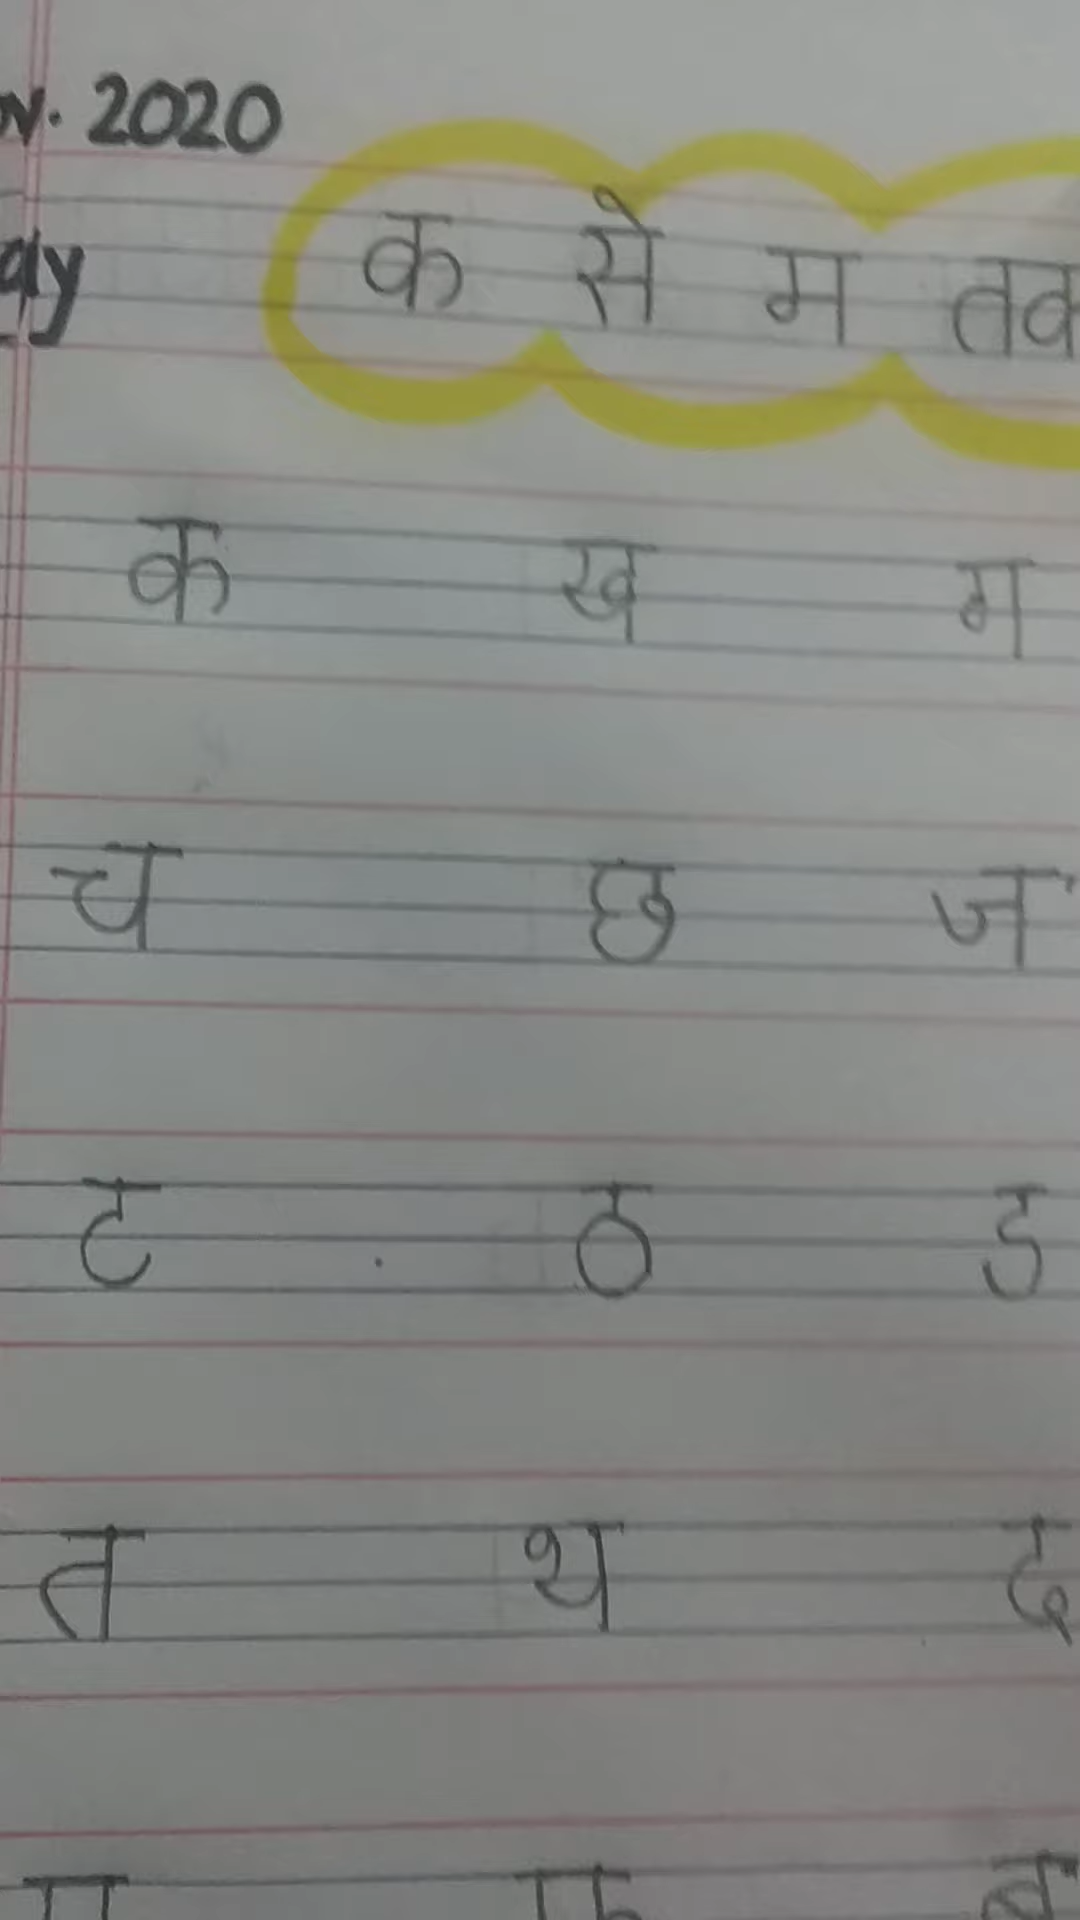 2020
क से म तक
क ख ग
च छ ज
ट ठ ड
त थ द